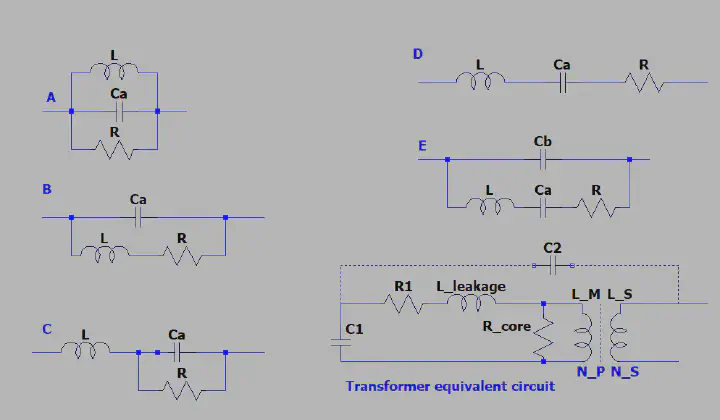 A
L
Ca
R
B
Ca
L
R
C
L
Ca
R
D
L
Ca
R
E
Cb
L
Ca
R
C2
R1
L_leakage
L_M
L_S
C1
R_core
N_P
N_S
Transformer equivalent circuit